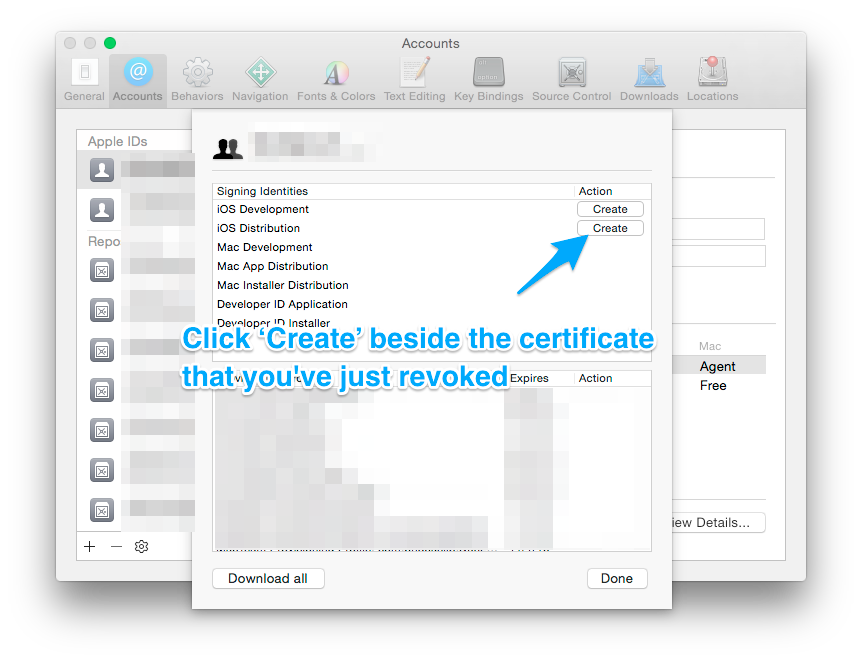 Accounts
General Accounts Behaviors Navigation Fonts & Colors Text Editing Key Bindings Source Control Downloads Locations
Apple IDs
Repo
Signing Identities Action
iOS Development Create
iOS Distribution Create
Mac Development
Mac App Distribution
Mac Installer Distribution
Developer ID Application
Developer ID Installer
Click ‘Create’ beside the certificate
that you've just revoked
Expires Action
Mac
Agent
Free
iew Details...
Download all Done